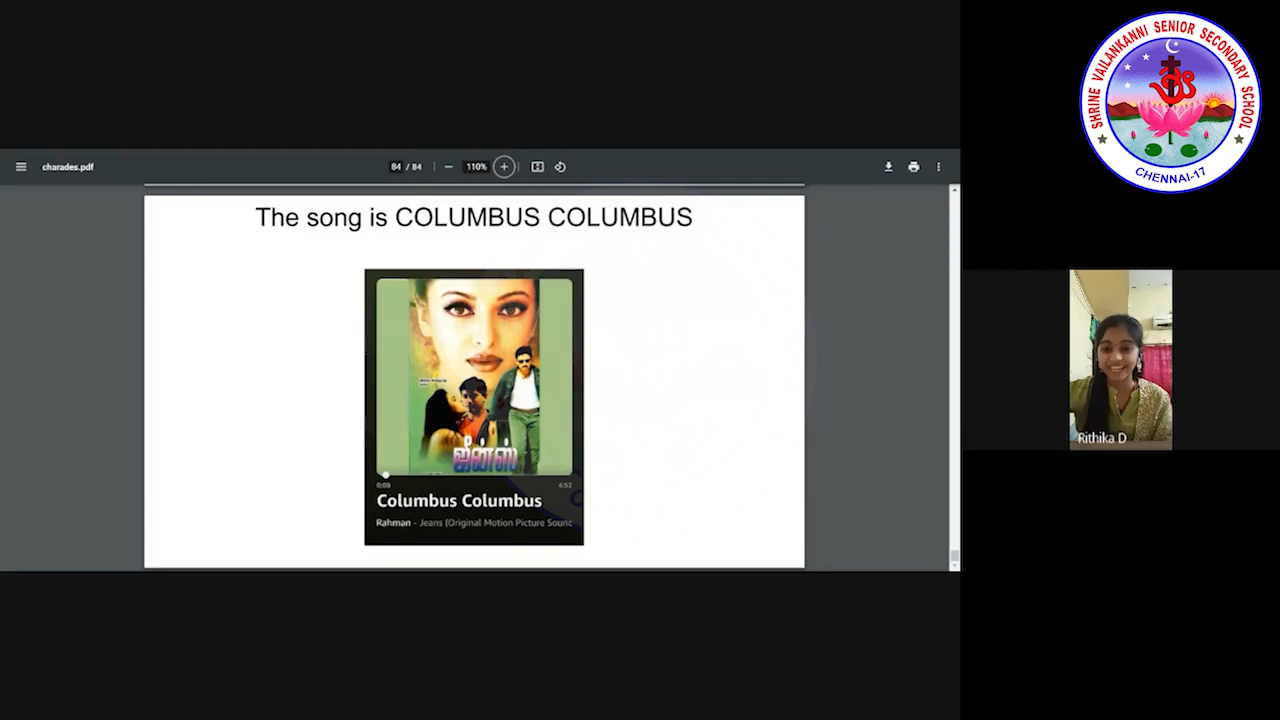 charades.pdf
84 / 84
110%
The song is COLUMBUS COLUMBUS
ஜீன்ஸ்
0:08
4:52
Columbus Columbus
Rahman - Jeans (Original Motion Picture Sounc
SHRINE VAILANKANNI SENIOR SECONDARY SCHOOL
CHENNAI-17
Rithika D